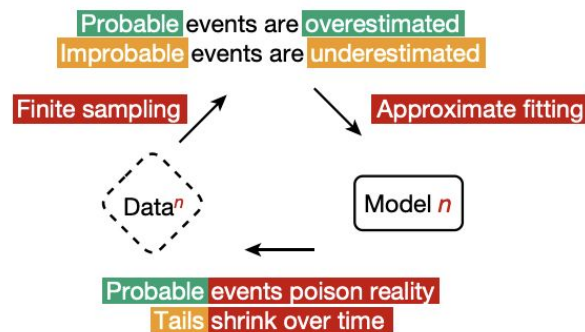 Probable events are overestimated
Improbable events are underestimated
Finite sampling
Approximate fitting
Dataⁿ
Model n
Probable events poison reality
Tails shrink over time